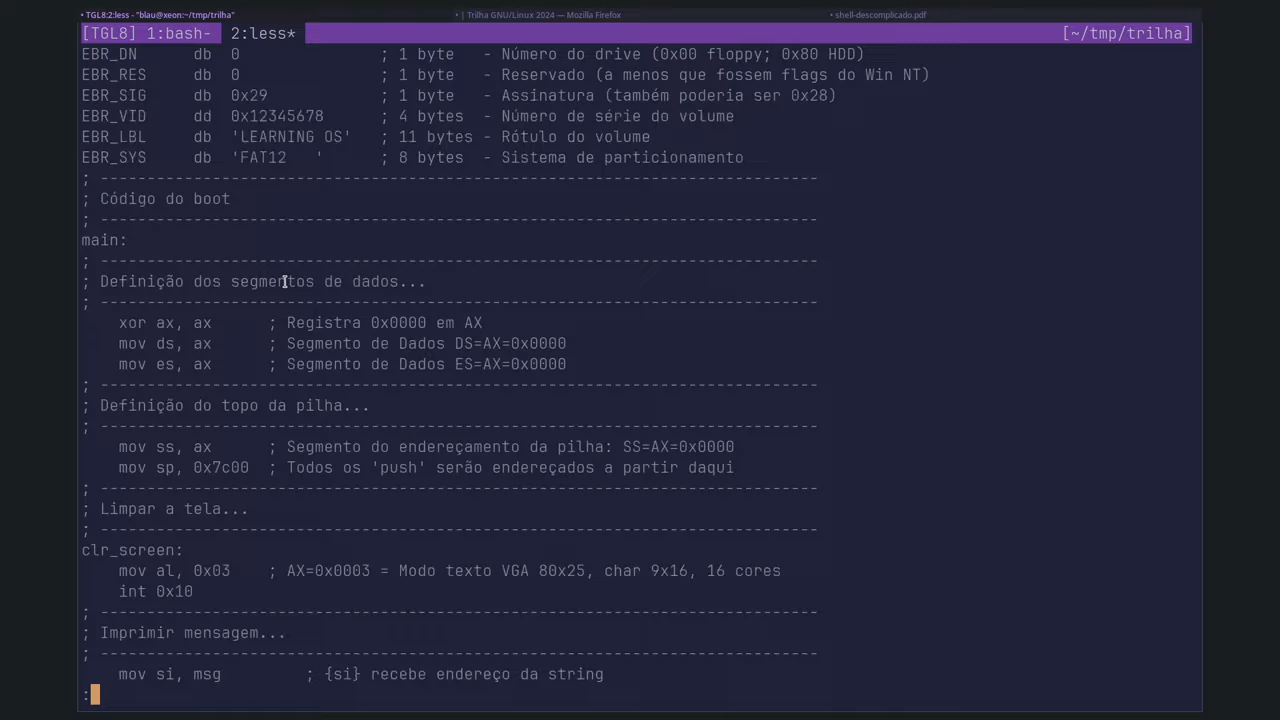 • TGL8:2:less - "blau@xeon:~/tmp/trilha"
• | Trilha GNU/Linux 2024 — Mozilla Firefox
• shell-descomplicado.pdf
[TGL8] 1:bash- 2:less* [~/tmp/trilha]
EBR_DN db 0 ; 1 byte - Número do drive (0x00 floppy; 0x80 HDD)
EBR_RES db 0 ; 1 byte - Reservado (a menos que fossem flags do Win NT)
EBR_SIG db 0x29 ; 1 byte - Assinatura (também poderia ser 0x28)
EBR_VID dd 0x12345678 ; 4 bytes - Número de série do volume
EBR_LBL db 'LEARNING OS' ; 11 bytes - Rótulo do volume
EBR_SYS db 'FAT12   ' ; 8 bytes - Sistema de particionamento
; -----------------------------------------------------------------------------
; Código do boot
; -----------------------------------------------------------------------------
main:
; -----------------------------------------------------------------------------
; Definição dos segmentos de dados...
; -----------------------------------------------------------------------------
xor ax, ax ; Registra 0x0000 em AX
mov ds, ax ; Segmento de Dados DS=AX=0x0000
mov es, ax ; Segmento de Dados ES=AX=0x0000
; -----------------------------------------------------------------------------
; Definição do topo da pilha...
; -----------------------------------------------------------------------------
mov ss, ax ; Segmento do endereçamento da pilha: SS=AX=0x0000
mov sp, 0x7c00 ; Todos os 'push' serão endereçados a partir daqui
; -----------------------------------------------------------------------------
; Limpar a tela...
; -----------------------------------------------------------------------------
clr_screen:
mov al, 0x03 ; AX=0x0003 = Modo texto VGA 80x25, char 9x16, 16 cores
int 0x10
; -----------------------------------------------------------------------------
; Imprimir mensagem...
; -----------------------------------------------------------------------------
mov si, msg ; {si} recebe endereço da string
: